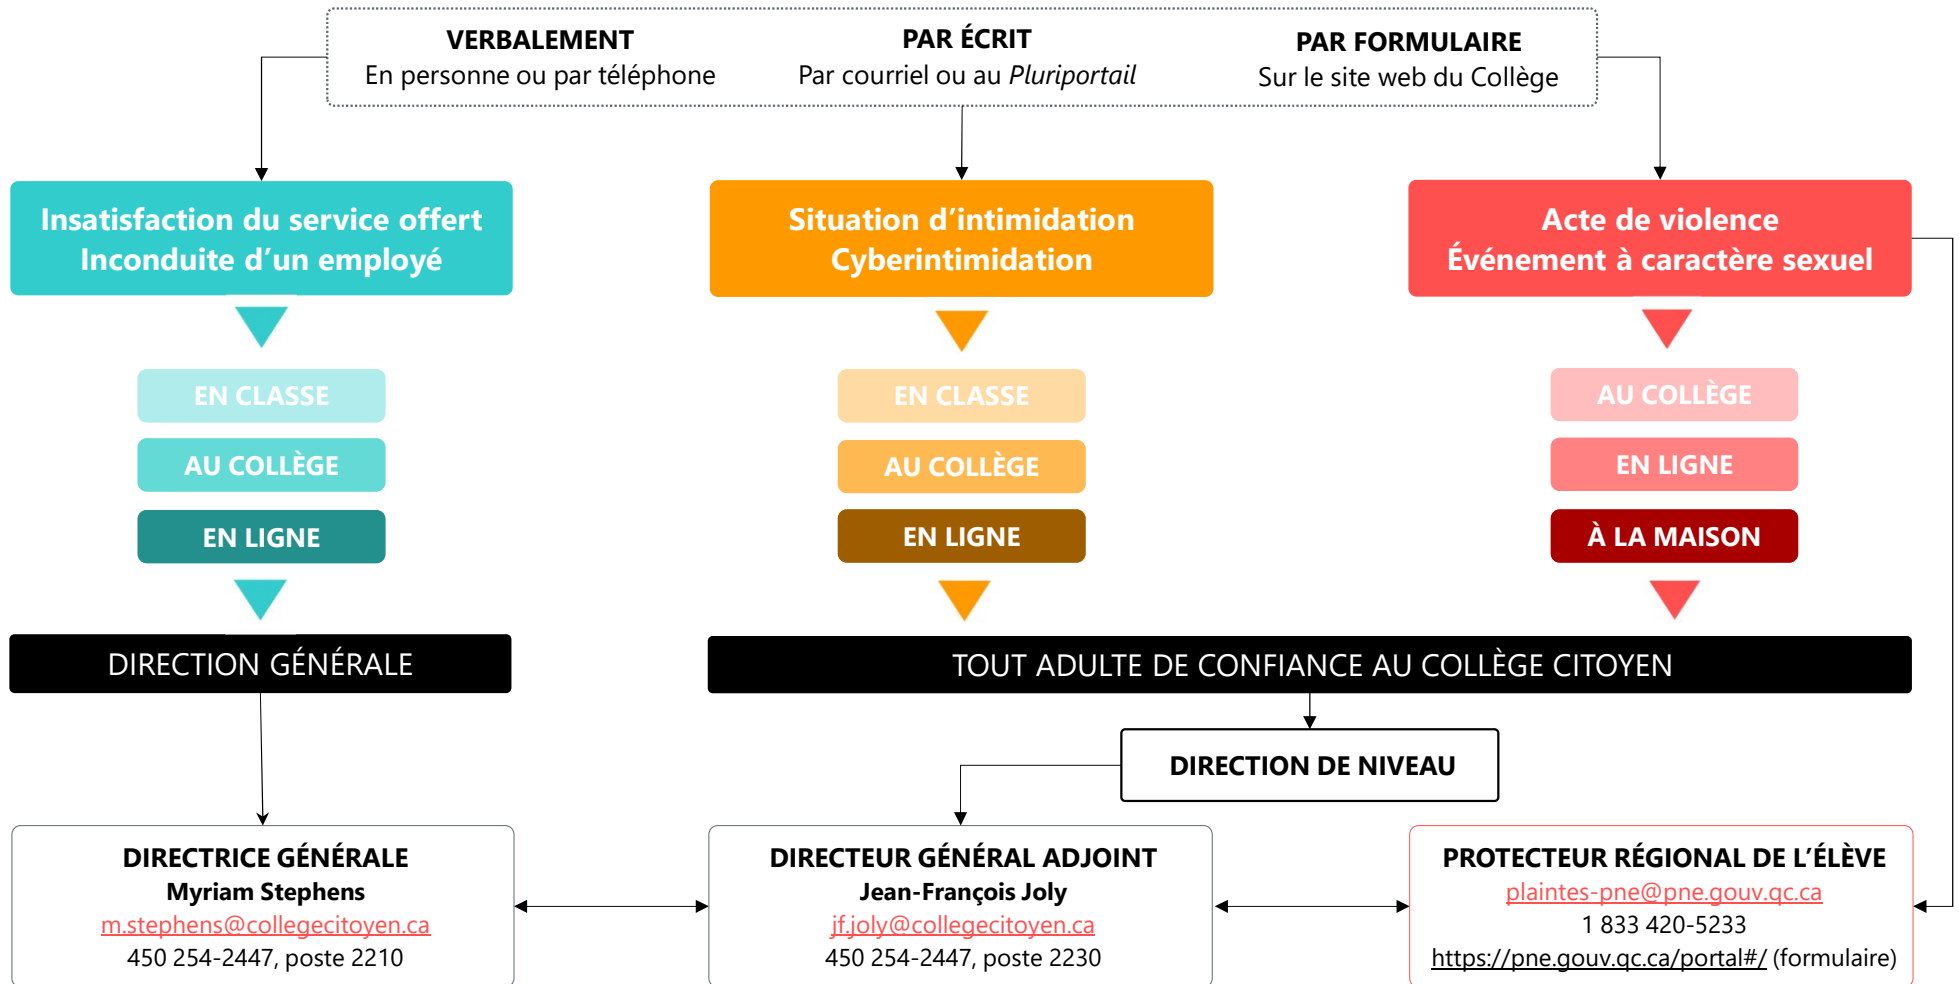 VERBALEMENT
En personne ou par téléphone
PAR ÉCRIT
Par courriel ou au Pluriportail
PAR FORMULAIRE
Sur le site web du Collège
Insatisfaction du service offert
Inconduite d’un employé
Situation d’intimidation
Cyberintimidation
Acte de violence
Événement à caractère sexuel
EN CLASSE
AU COLLÈGE
EN LIGNE
EN CLASSE
AU COLLÈGE
EN LIGNE
AU COLLÈGE
EN LIGNE
À LA MAISON
DIRECTION GÉNÉRALE
TOUT ADULTE DE CONFIANCE AU COLLÈGE CITOYEN
DIRECTION DE NIVEAU
DIRECTRICE GÉNÉRALE
Myriam Stephens
m.stephens@collegecitoyen.ca
450 254-2447, poste 2210
DIRECTEUR GÉNÉRAL ADJOINT
Jean-François Joly
jf.joly@collegecitoyen.ca
450 254-2447, poste 2230
PROTECTEUR RÉGIONAL DE L’ÉLÈVE
plaintes-pne@pne.gouv.qc.ca
1 833 420-5233
https://pne.gouv.qc.ca/portal#/ (formulaire)